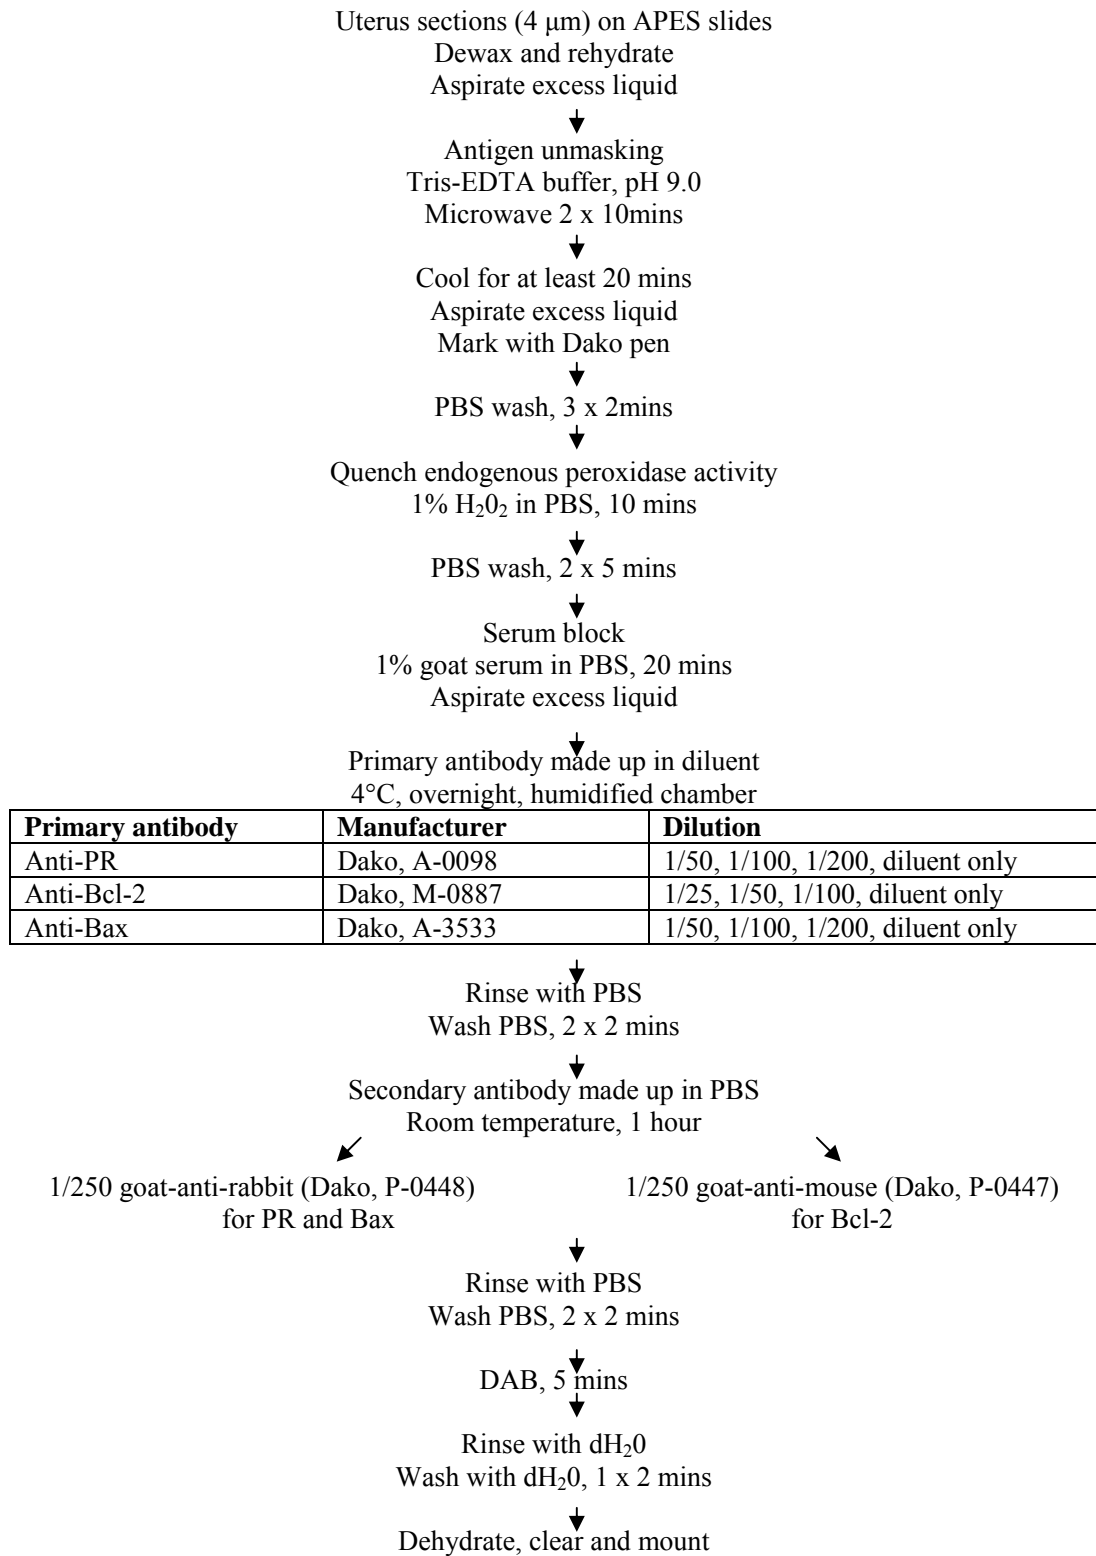 Uterus sections (4 μm) on APES slides
Dewax and rehydrate
Aspirate excess liquid
Antigen unmasking
Tris-EDTA buffer, pH 9.0
Microwave 2 x 10mins
Cool for at least 20 mins
Aspirate excess liquid
Mark with Dako pen
PBS wash, 3 x 2mins
Quench endogenous peroxidase activity
1% H₂0₂ in PBS, 10 mins
PBS wash, 2 x 5 mins
Serum block
1% goat serum in PBS, 20 mins
Aspirate excess liquid
Primary antibody made up in diluent
4°C, overnight, humidified chamber
Primary antibody Manufacturer Dilution
Anti-PR Dako, A-0098 1/50, 1/100, 1/200, diluent only
Anti-Bcl-2 Dako, M-0887 1/25, 1/50, 1/100, diluent only
Anti-Bax Dako, A-3533 1/50, 1/100, 1/200, diluent only
Rinse with PBS
Wash PBS, 2 x 2 mins
Secondary antibody made up in PBS
Room temperature, 1 hour
1/250 goat-anti-rabbit (Dako, P-0448) 1/250 goat-anti-mouse (Dako, P-0447)
for PR and Bax for Bcl-2
Rinse with PBS
Wash PBS, 2 x 2 mins
DAB, 5 mins
Rinse with dH₂0
Wash with dH₂0, 1 x 2 mins
Dehydrate, clear and mount